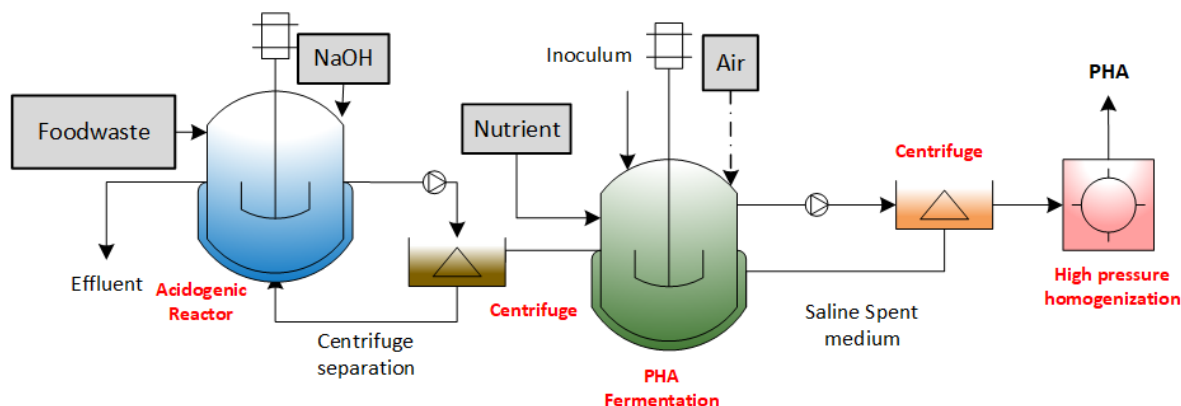 NaOH
Foodwaste
Effluent
Acidogenic
Reactor
Centrifuge
separation
Centrifuge
Nutrient
Inoculum
Air
PHA
Fermentation
Saline Spent
medium
Centrifuge
PHA
High pressure
homogenization